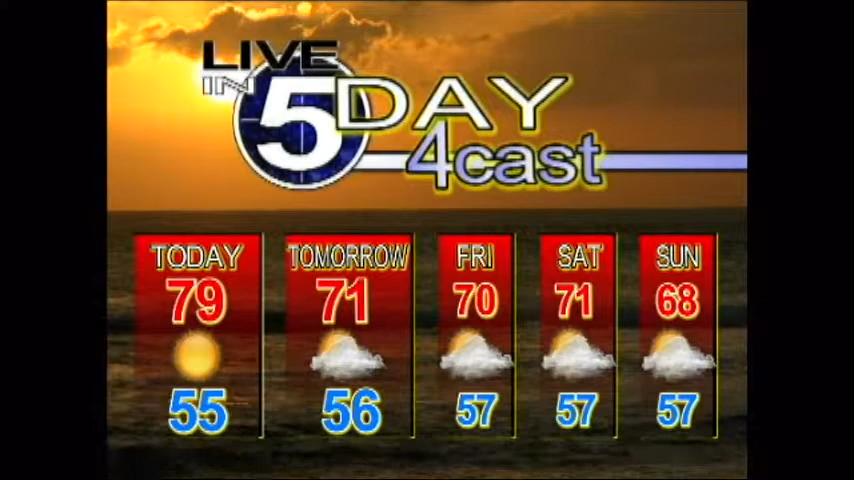 LIVE
IN 5 DAY
4cast
TODAY TOMORROW FRI SAT SUN
79 71 70 71 68
55 56 57 57 57